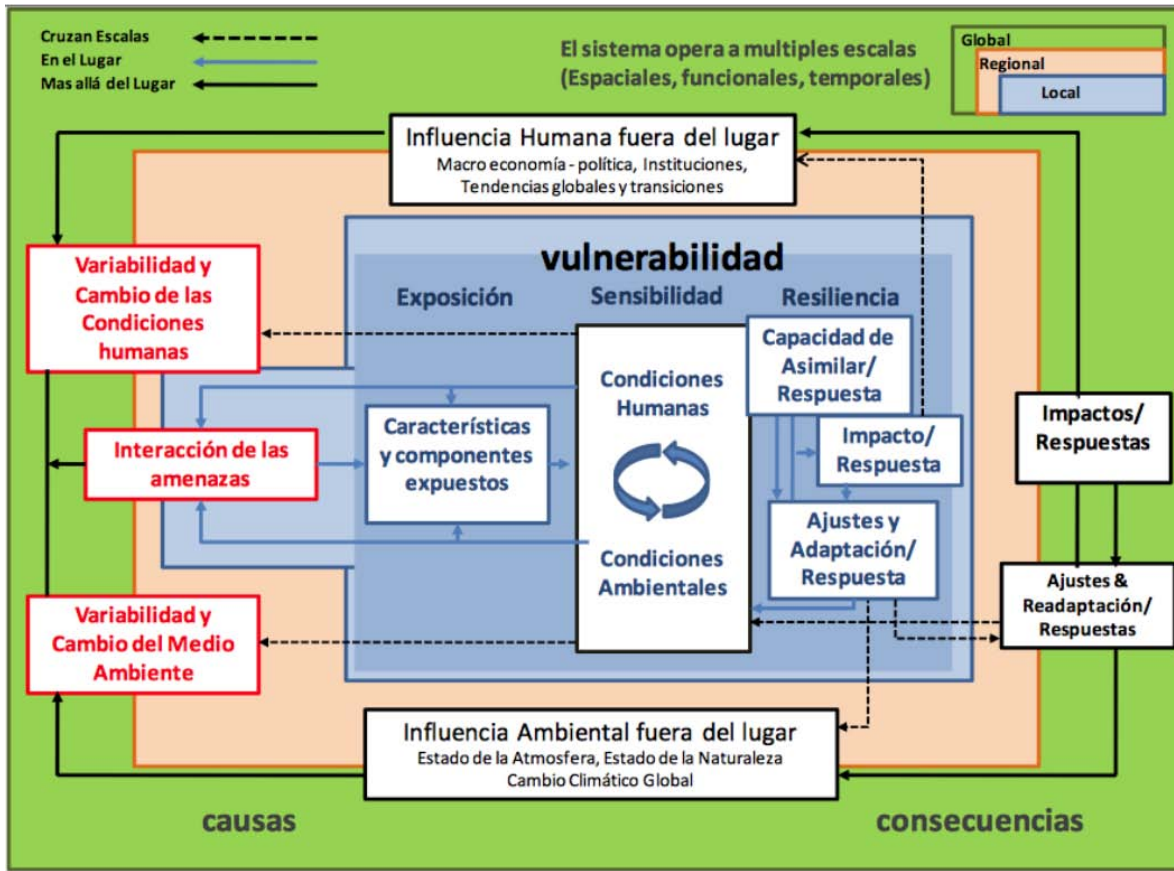 Cruzan Escalas
En el Lugar
Mas allá del Lugar
El sistema opera a multiples escalas
(Espaciales, funcionales, temporales)
Global
Regional
Local
Influencia Humana fuera del lugar
Macro economía - política, Instituciones,
Tendencias globales y transiciones
Variabilidad y
Cambio de las
Condiciones
humanas
vulnerabilidad
Exposición
Sensibilidad
Resiliencia
Capacidad de
Asimilar/
Respuesta
Condiciones
Humanas
Características
y componentes
expuestos
Interacción de las
amenazas
Impacto/
Respuesta
Impactos/
Respuestas
Ajustes y
Adaptación/
Respuesta
Condiciones
Ambientales
Ajustes &
Readaptación/
Respuestas
Variabilidad y
Cambio del Medio
Ambiente
Influencia Ambiental fuera del lugar
Estado de la Atmosfera, Estado de la Naturaleza
Cambio Climático Global
causas
consecuencias